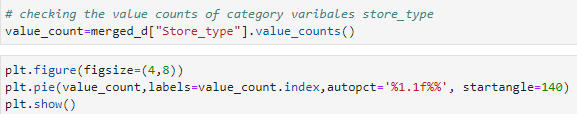 # checking the value counts of category varibales store_type
value_count=merged_d["Store_type"].value_counts()
plt.figure(figsize=(4,8))
plt.pie(value_count,labels=value_count.index,autopct='%1.1f%%', startangle=140)
plt.show()